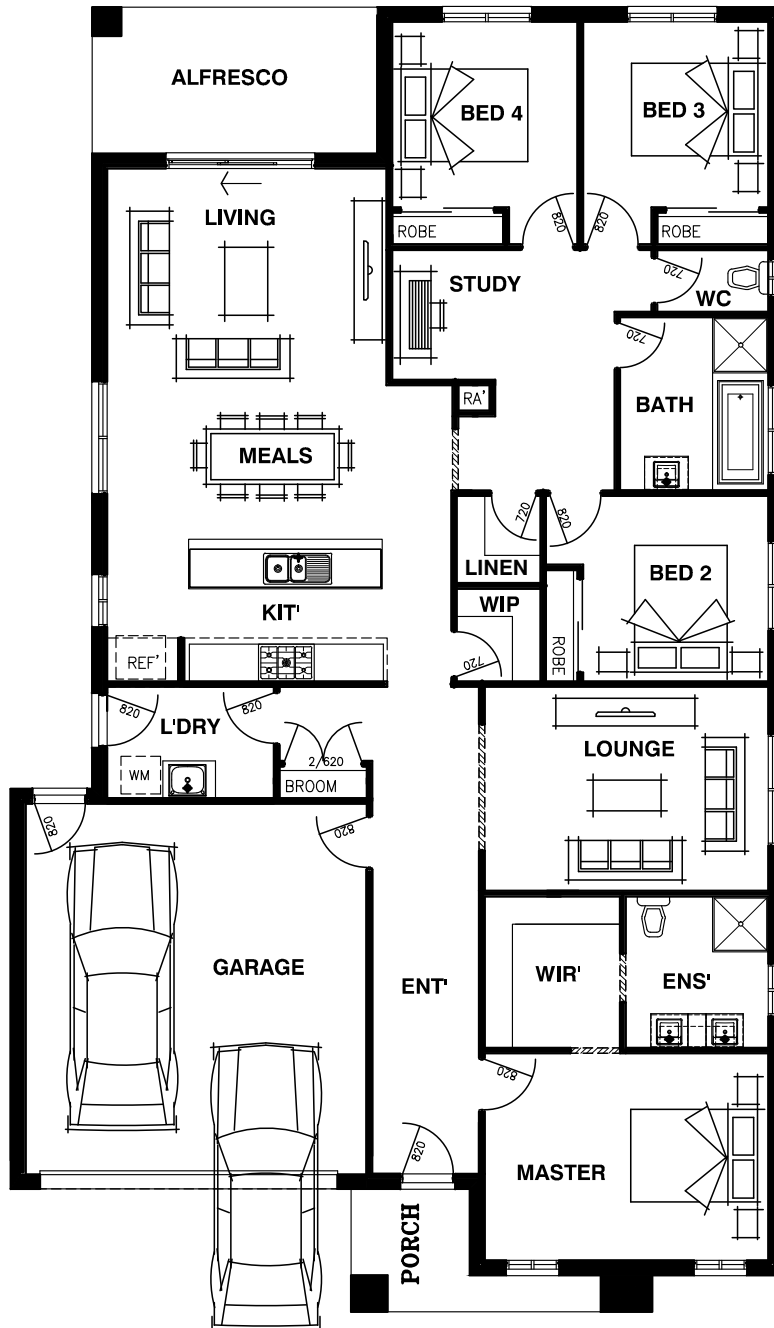 ALFRESCO
BED 4
BED 3
LIVING
ROBE
820
820
ROBE
STUDY
720
WC
720
RA'
BATH
MEALS
720
820
LINEN
BED 2
WIP
KIT'
ROBE
REF'
720
820
L'DRY
820
LOUNGE
2/620
WM
BROOM
820
820
GARAGE
ENT'
WIR'
ENS'
820
820
MASTER
PORCH